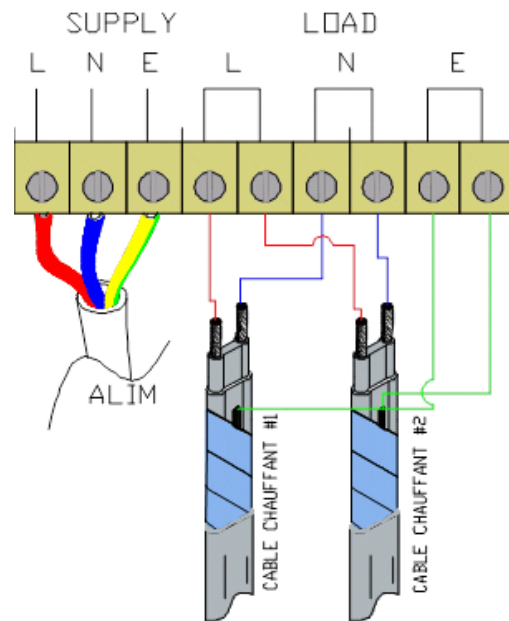 SUPPLY LOAD
L N E L N E
ALIM
CABLE CHAUFFANT #1
CABLE CHAUFFANT #2